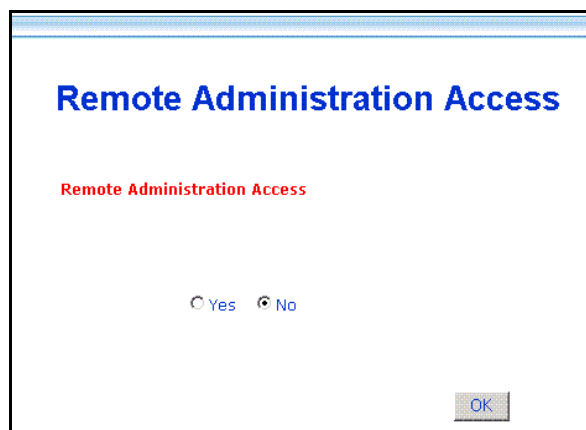 Remote Administration Access
Remote Administration Access
Yes No
OK